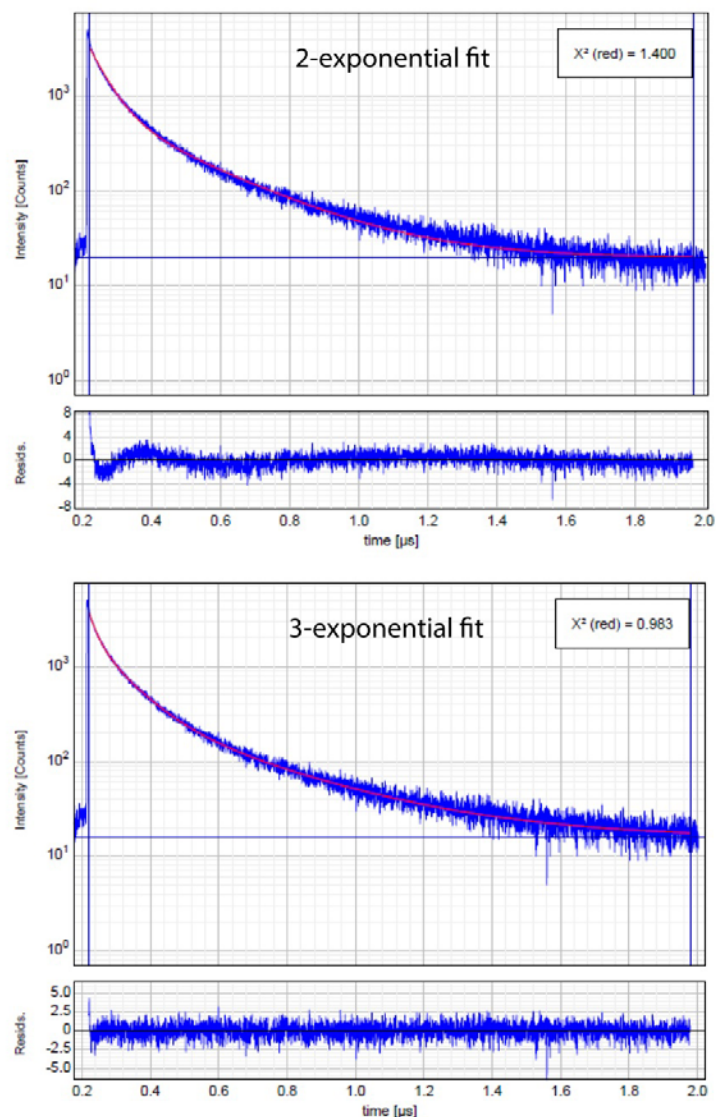 2-exponential fit
X² (red) = 1.400
10³
10²
10¹
10⁰
Intensity [Counts]
8
4
0
-4
-8
Resids.
0.2 0.4 0.6 0.8 1.0 1.2 1.4 1.6 1.8 2.0
time [µs]
3-exponential fit
X² (red) = 0.983
10³
10²
10¹
10⁰
Intensity [Counts]
5.0
2.5
0
-2.5
-5.0
Resids.
0.2 0.4 0.6 0.8 1.0 1.2 1.4 1.6 1.8 2.0
time [µs]